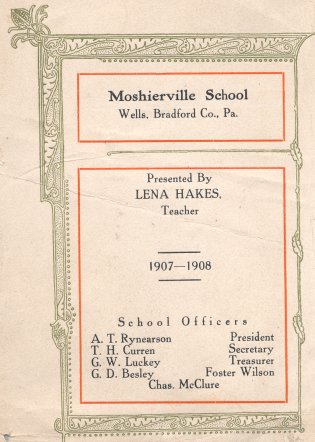 Moshierville School
Wells, Bradford Co., Pa.
Presented By
LENA HAKES,
Teacher
1907—1908
School Officers
A. T. Rynearson President
T. H. Curren Secretary
G. W. Luckey Treasurer
G. D. Besley Foster Wilson
Chas. McClure